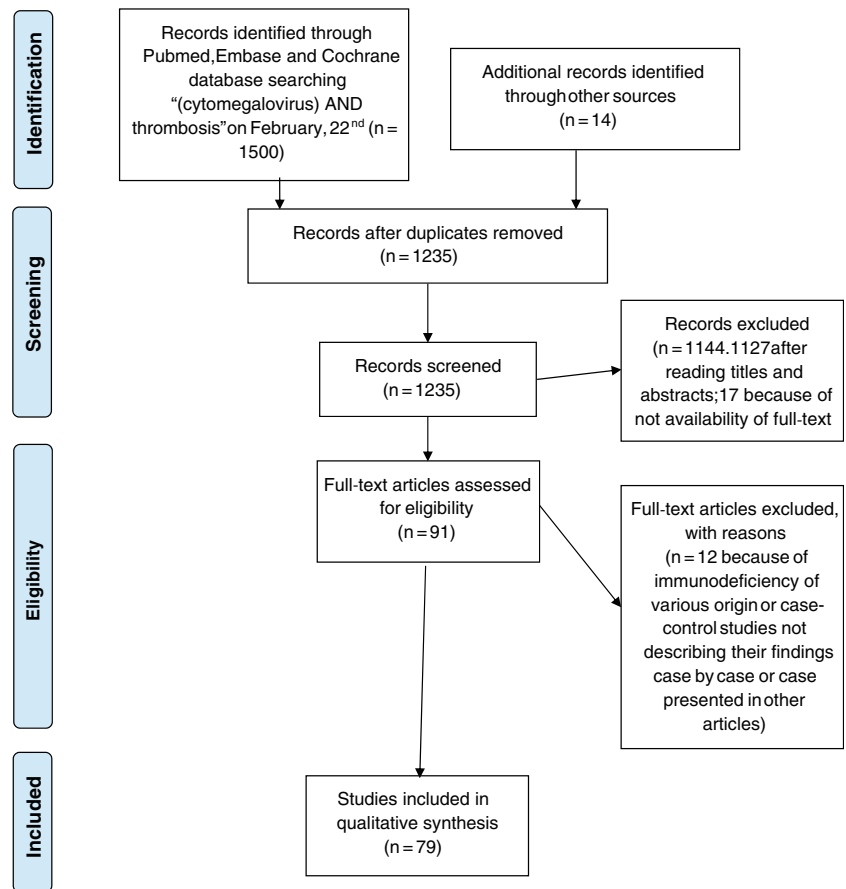 Identification
Records identified through
Pubmed,Embase and Cochrane
database searching
“(cytomegalovirus) AND
thrombosis”on February, 22nd (n =
1500)
Additional records identified
through other sources
(n = 14)
Screening
Records after duplicates removed
(n = 1235)
Records screened
(n = 1235)
Records excluded
(n = 1144.1127after
reading titles and
abstracts;17 because of
not availability of full-text
Eligibility
Full-text articles assessed
for eligibility
(n = 91)
Full-text articles excluded,
with reasons
(n = 12 because of
immunodeficiency of
various origin or case-
control studies not
describing their findings
case by case or case
presented in other
articles)
Included
Studies included in
qualitative synthesis
(n = 79)